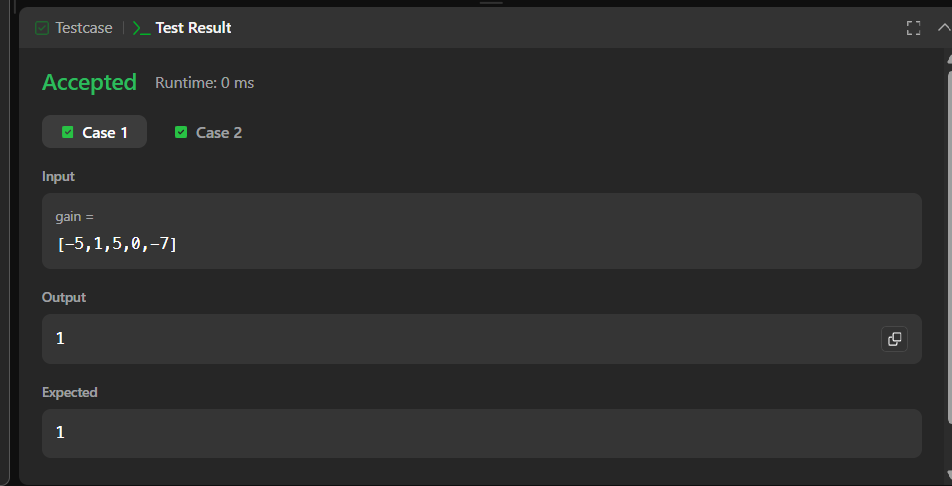 Testcase
Test Result
Accepted Runtime: 0 ms
Case 1 Case 2
Input
gain =
[-5,1,5,0,-7]
Output
1
Expected
1